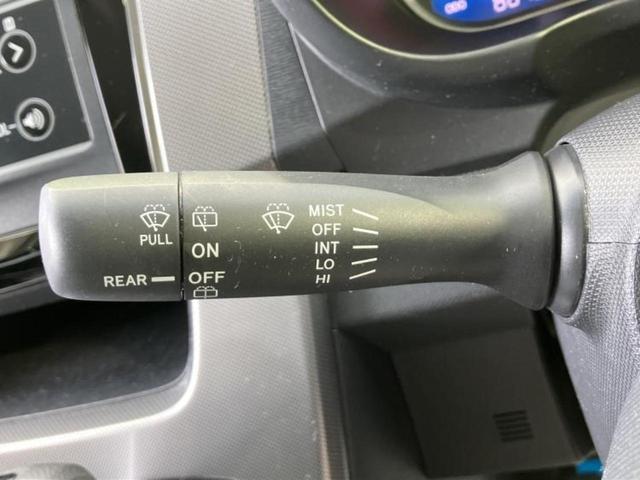 MIST
OFF
INT
LO
HI
PULL
ON
REAR OFF